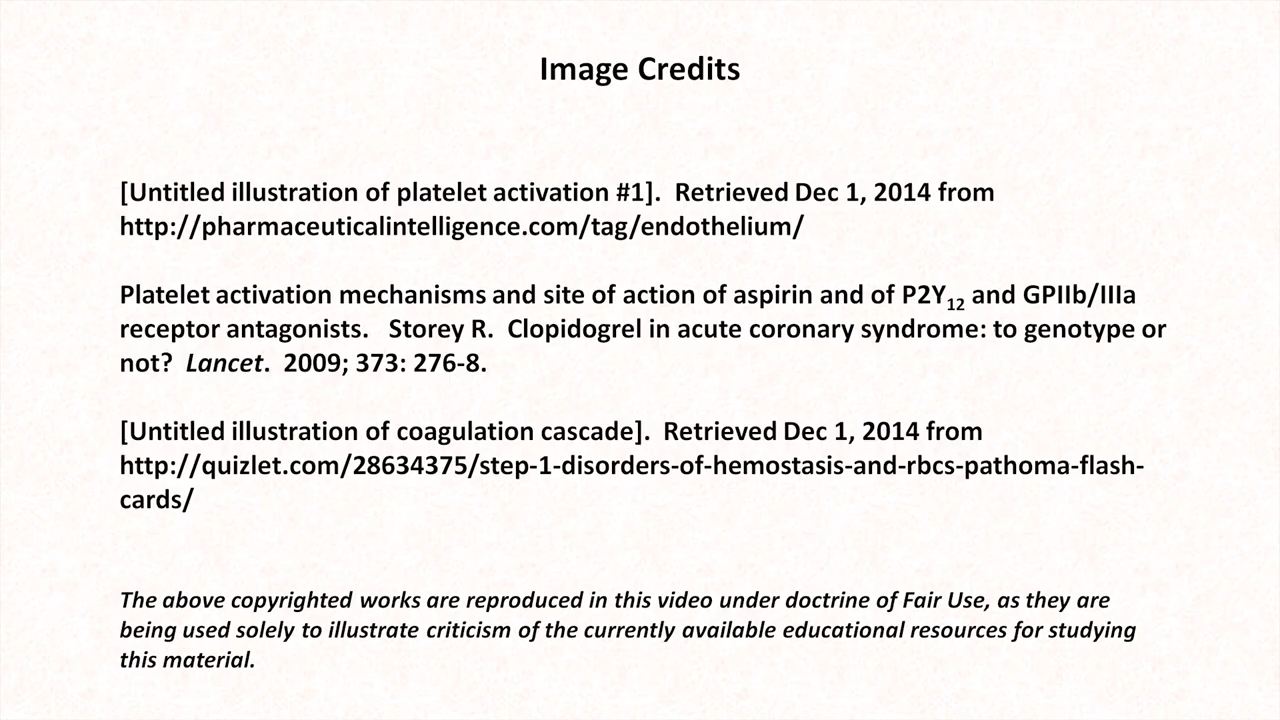 Image Credits
[Untitled illustration of platelet activation #1].  Retrieved Dec 1, 2014 from
http://pharmaceuticalintelligence.com/tag/endothelium/
Platelet activation mechanisms and site of action of aspirin and of P2Y12 and GPIIb/IIIa
receptor antagonists.   Storey R.  Clopidogrel in acute coronary syndrome: to genotype or
not?  Lancet.  2009; 373: 276-8.
[Untitled illustration of coagulation cascade].  Retrieved Dec 1, 2014 from
http://quizlet.com/28634375/step-1-disorders-of-hemostasis-and-rbcs-pathoma-flash-
cards/
The above copyrighted works are reproduced in this video under doctrine of Fair Use, as they are
being used solely to illustrate criticism of the currently available educational resources for studying
this material.